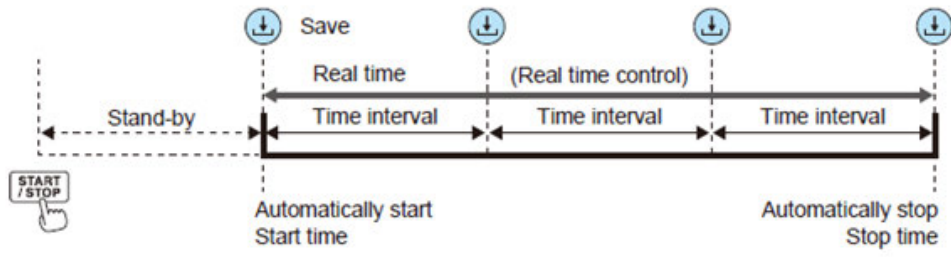 Save
Real time (Real time control)
Stand-by Time interval Time interval Time interval
START
/ STOP
Automatically start Automatically stop
Start time Stop time